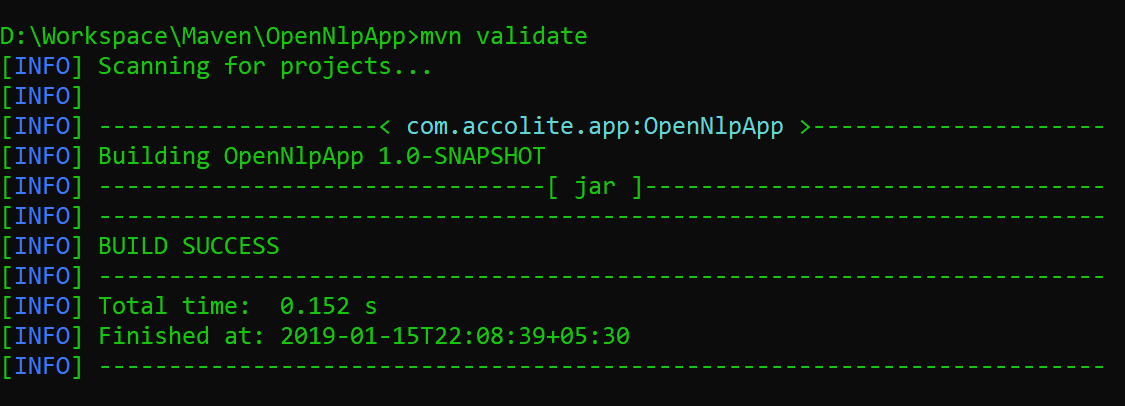 D:\Workspace\Maven\OpenNlpApp>mvn validate
[INFO] Scanning for projects...
[INFO]
[INFO] --------------------< com.accolite.app:OpenNlpApp >---------------------
[INFO] Building OpenNlpApp 1.0-SNAPSHOT
[INFO] --------------------------------[ jar ]---------------------------------
[INFO] ------------------------------------------------------------------------
[INFO] BUILD SUCCESS
[INFO] ------------------------------------------------------------------------
[INFO] Total time:  0.152 s
[INFO] Finished at: 2019-01-15T22:08:39+05:30
[INFO] ------------------------------------------------------------------------